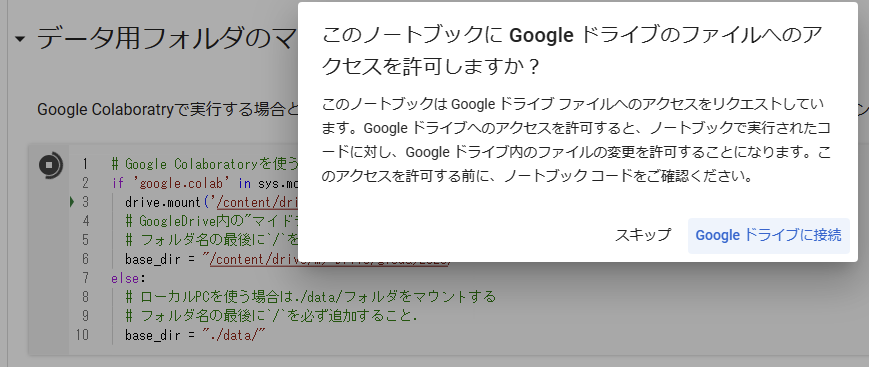 データ用フォルダのマ
このノートブックに Google ドライブのファイルへのア
クセスを許可しますか？
このノートブックは Google ドライブ ファイルへのアクセスをリクエストしてい
ます。Google ドライブへのアクセスを許可すると、ノートブックで実行されたコ
ードに対し、Google ドライブ内のファイルの変更を許可することになります。こ
のアクセスを許可する前に、ノートブック コードをご確認ください。
スキップ
Google ドライブに接続
Google Colaboratryで実行する場合と
1 # Google Colaboratoryを使う
2 if 'google.colab' in sys.mo
3 drive.mount('/content/dri
4 # GoogleDrive内の"マイド
5 # フォルダ名の最後に`/`を
6 base_dir = "/content/drive/
7 else:
8 # ローカルPCを使う場合は./data/フォルダをマウントする
9 # フォルダ名の最後に`/`を必ず追加すること.
10 base_dir = "./data/"